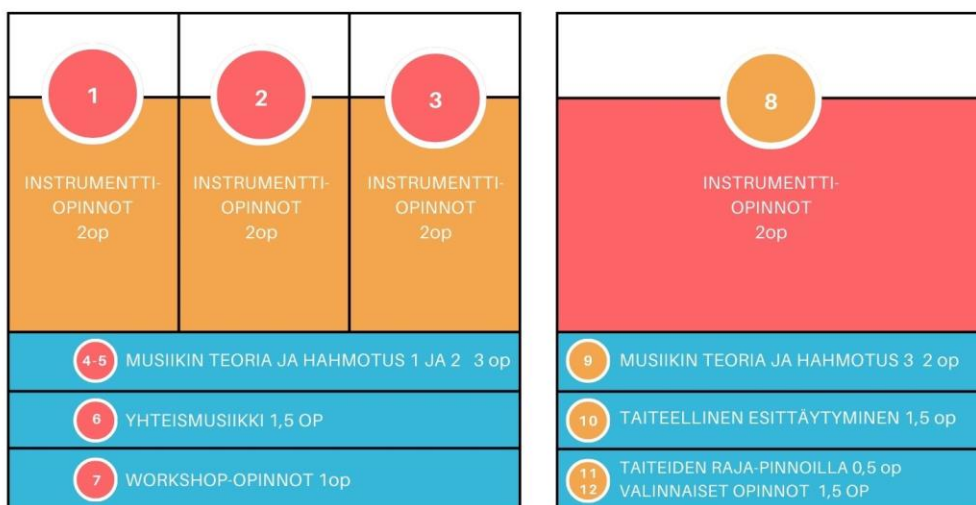 1
INSTRUMENTTI-
OPINNOT
2op
2
INSTRUMENTTI-
OPINNOT
2op
3
INSTRUMENTTI-
OPINNOT
2op
4-5 MUSIIKIN TEORIA JA HAHMOTUS 1 JA 2 3 op
6 YHTEISMUSIIKKI 1,5 OP
7 WORKSHOP-OPINNOT 1op
8
INSTRUMENTTI-
OPINNOT
2op
9 MUSIIKIN TEORIA JA HAHMOTUS 3 2 op
10 TAITEELLINEN ESITTÄYTYMINEN 1,5 op
11 TAITEIDEN RAJA-PINNOILLA 0,5 op
12 VALINNAISET OPINNOT 1,5 OP